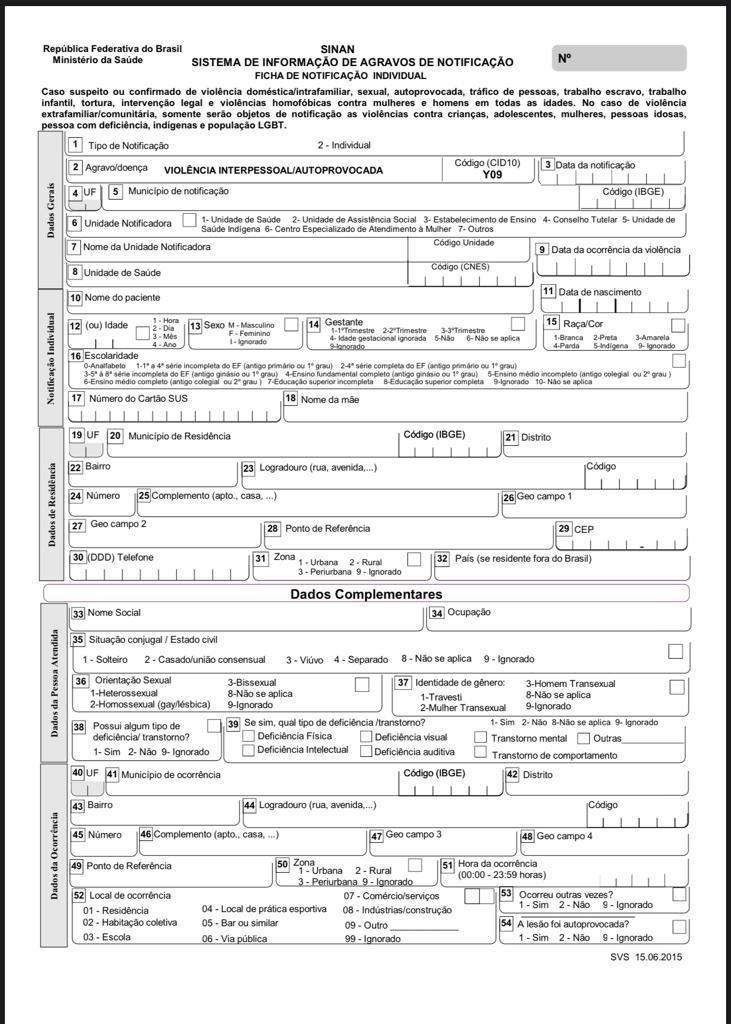 República Federativa do Brasil
Ministério da Saúde
SINAN
SISTEMA DE INFORMAÇÃO DE AGRAVOS DE NOTIFICAÇÃO
FICHA DE NOTIFICAÇÃO INDIVIDUAL
Nº
Caso suspeito ou confirmado de violência doméstica/intrafamiliar, sexual, autoprovocada, tráfico de pessoas, trabalho escravo, trabalho
infantil, tortura, intervenção legal e violências homofóbicas contra mulheres e homens em todas as idades. No caso de violência
extrafamiliar/comunitária, somente serão objetos de notificação as violências contra crianças, adolescentes, mulheres, pessoas idosas,
pessoa com deficiência, indígenas e população LGBT.
Dados Gerais
1 Tipo de Notificação 2 - Individual
2 Agravo/doença VIOLÊNCIA INTERPESSOAL/AUTOPROVOCADA Código (CID10) Y09 3 Data da notificação
4 UF 5 Município de notificação Código (IBGE)
6 Unidade Notificadora 1- Unidade de Saúde 2- Unidade de Assistência Social 3- Estabelecimento de Ensino 4- Conselho Tutelar 5- Unidade de
Saúde Indígena 6- Centro Especializado de Atendimento à Mulher 7- Outros
7 Nome da Unidade Notificadora Código Unidade 9 Data da ocorrência da violência
8 Unidade de Saúde Código (CNES)
Notificação Individual
10 Nome do paciente 11 Data de nascimento
12 (ou) Idade 1 - Hora
2 - Dia
3 - Mês
4 - Ano
13 Sexo M - Masculino
F - Feminino
I - Ignorado
14 Gestante
1-1ºTrimestre 2-2ºTrimestre 3-3ºTrimestre
4- Idade gestacional ignorada 5-Não 6- Não se aplica
9-Ignorado
15 Raça/Cor
1-Branca 2-Preta 3-Amarela
4-Parda 5-Indígena 9- Ignorado
16 Escolaridade
0-Analfabeto 1-1ª a 4ª série incompleta do EF (antigo primário ou 1º grau) 2-4ª série completa do EF (antigo primário ou 1º grau)
3-5ª à 8ª série incompleta do EF (antigo ginásio ou 1º grau) 4-Ensino fundamental completo (antigo ginásio ou 1º grau) 5-Ensino médio incompleto (antigo colegial ou 2º grau )
6-Ensino médio completo (antigo colegial ou 2º grau ) 7-Educação superior incompleta 8-Educação superior completa 9-Ignorado 10- Não se aplica
17 Número do Cartão SUS 18 Nome da mãe
Dados de Residência
19 UF 20 Município de Residência Código (IBGE) 21 Distrito
22 Bairro 23 Logradouro (rua, avenida,...) Código
24 Número 25 Complemento (apto., casa, ...) 26 Geo campo 1
27 Geo campo 2 28 Ponto de Referência 29 CEP
-
30 (DDD) Telefone 31 Zona 1 - Urbana 2 - Rural
3 - Periurbana 9 - Ignorado
32 País (se residente fora do Brasil)
Dados Complementares
Dados da Pessoa Atendida
33 Nome Social 34 Ocupação
35 Situação conjugal / Estado civil
1 - Solteiro 2 - Casado/união consensual 3 - Viúvo 4 - Separado 8 - Não se aplica 9 - Ignorado
36 Orientação Sexual 3-Bissexual
1-Heterossexual 8-Não se aplica
2-Homossexual (gay/lésbica) 9-Ignorado
37 Identidade de gênero: 3-Homem Transexual
1-Travesti 8-Não se aplica
2-Mulher Transexual 9-Ignorado
38 Possui algum tipo de
deficiência/ transtorno?
1- Sim 2- Não 9- Ignorado
39 Se sim, qual tipo de deficiência /transtorno? 1- Sim 2- Não 8-Não se aplica 9- Ignorado
Deficiência Física Deficiência visual Transtorno mental Outras
Deficiência Intelectual Deficiência auditiva Transtorno de comportamento
Dados da Ocorrência
40 UF 41 Município de ocorrência Código (IBGE) 42 Distrito
43 Bairro 44 Logradouro (rua, avenida,...) Código
45 Número 46 Complemento (apto., casa, ...) 47 Geo campo 3 48 Geo campo 4
49 Ponto de Referência 50 Zona
1 - Urbana 2 - Rural
3 - Periurbana 9 - Ignorado
51 Hora da ocorrência
(00:00 - 23:59 horas)
52 Local de ocorrência 07 - Comércio/serviços
01 - Residência 04 - Local de prática esportiva 08 - Indústrias/construção
02 - Habitação coletiva 05 - Bar ou similar 09 - Outro
03 - Escola 06 - Via pública 99 - Ignorado
53 Ocorreu outras vezes?
1 - Sim 2 - Não 9 - Ignorado
54 A lesão foi autoprovocada?
1 - Sim 2 - Não 9 - Ignorado
SVS 15.06.2015